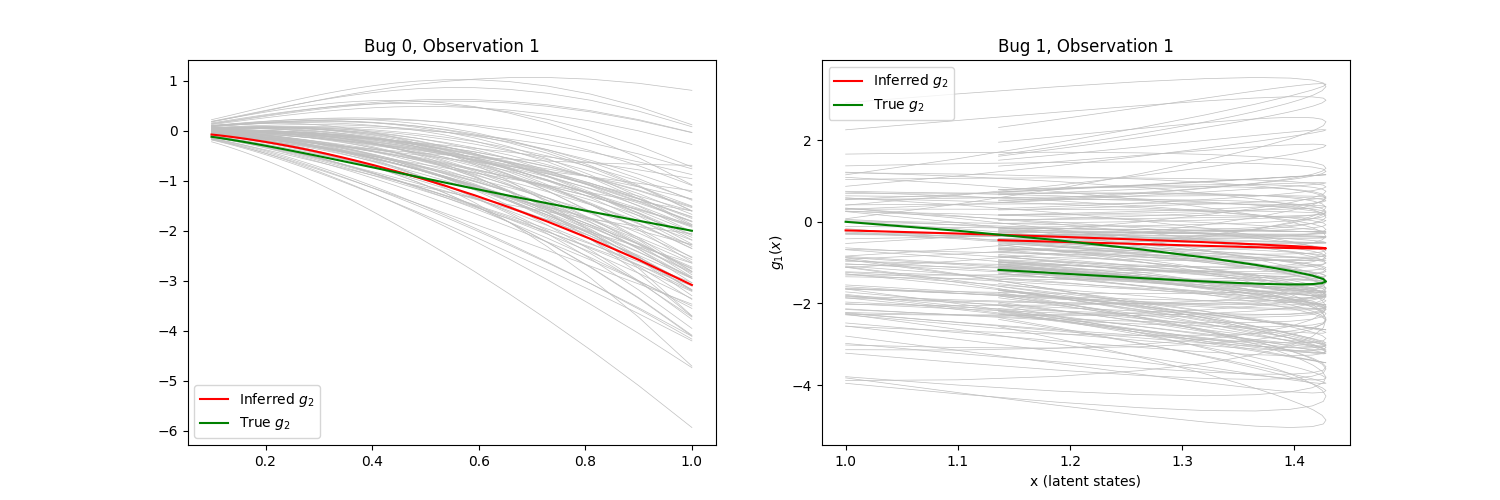 Bug 0, Observation 1
1
0
−1
−2
−3
−4
−5
−6
Inferred g₂
True g₂
0.2 0.4 0.6 0.8 1.0
Bug 1, Observation 1
Inferred g₂
True g₂
2
0
−2
−4
g₁(x)
1.0 1.1 1.2 1.3 1.4
x (latent states)